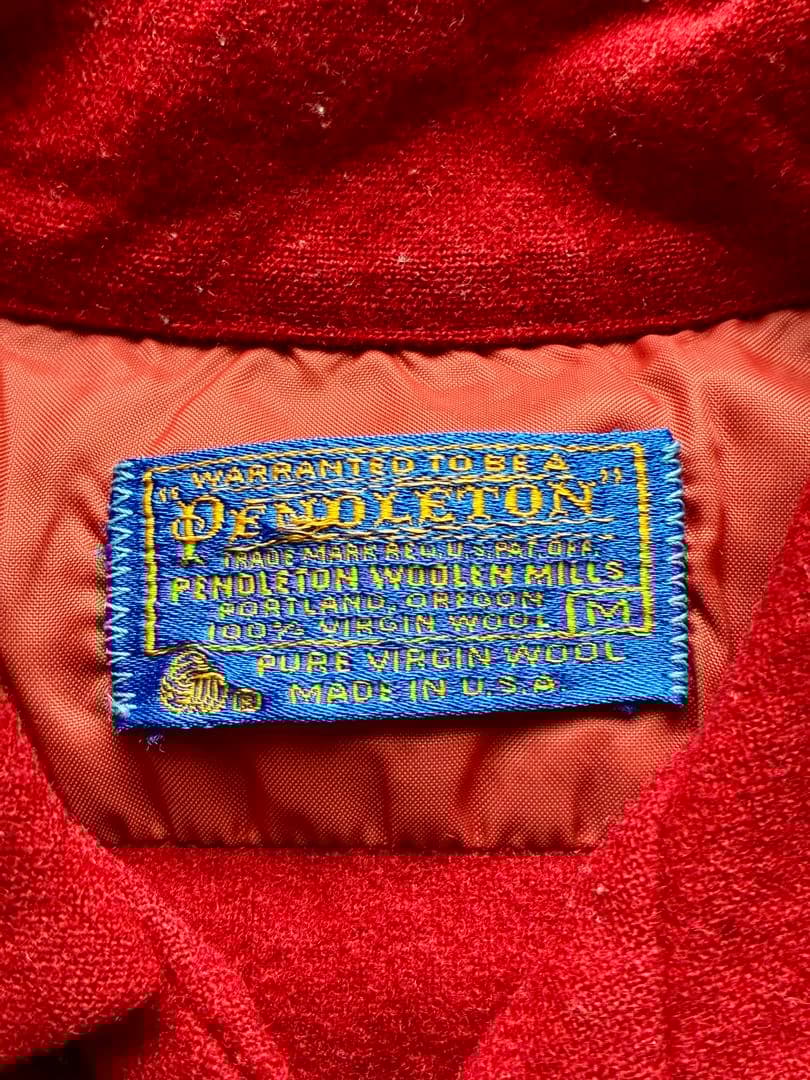 WARRANTED TO BE A
"PENDLETON"
TRADE MARK REG. U.S. PAT. OFF.
PENDLETON WOOLEN MILLS
PORTLAND, OREGON
100% VIRGIN WOOL M
PURE VIRGIN WOOL
® MADE IN U.S.A.